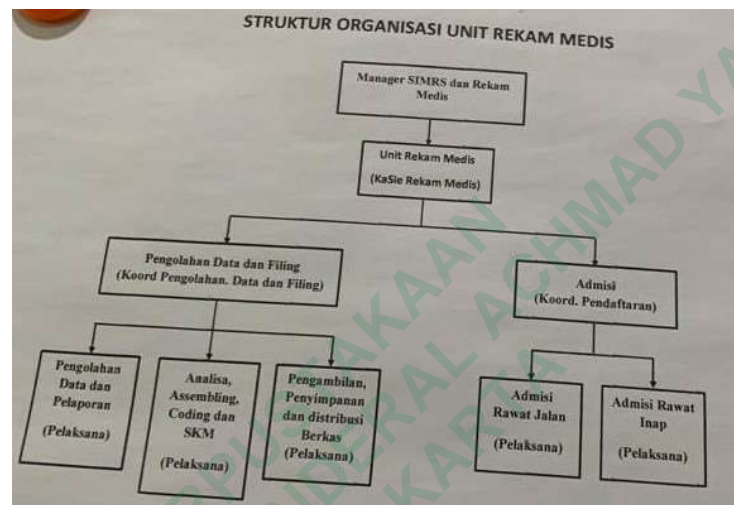 STRUKTUR ORGANISASI UNIT REKAM MEDIS
Manager SIMRS dan Rekam
Medis
Unit Rekam Medis
(KaSie Rekam Medis)
Pengolahan Data dan Filing
(Koord Pengolahan. Data dan Filing)
Admisi
(Koord. Pendaftaran)
Pengolahan
Data dan
Pelaporan
(Pelaksana)
Analisa,
Assembling,
Coding dan
SKM
(Pelaksana)
Pengambilan,
Penyimpanan
dan distribusi
Berkas
(Pelaksana)
Admisi
Rawat Jalan
(Pelaksana)
Admisi Rawat
Inap
(Pelaksana)